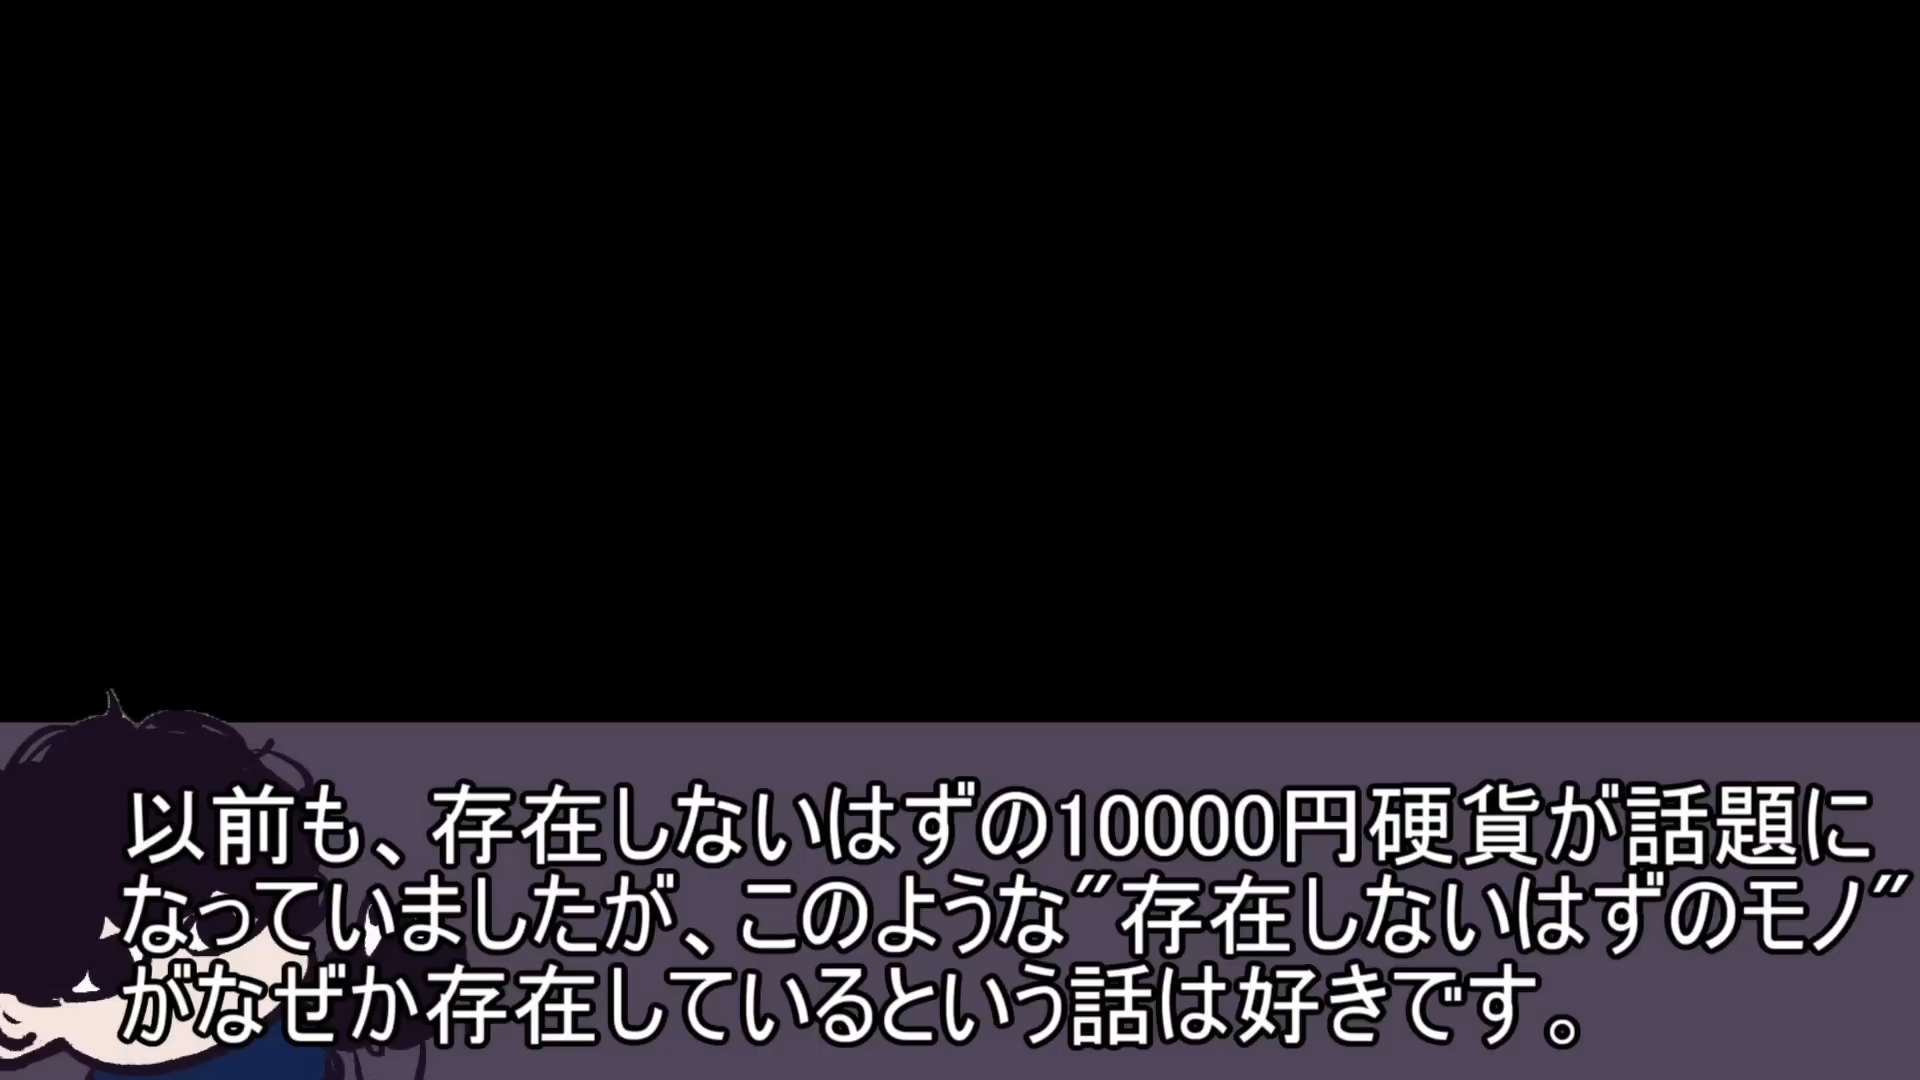 以前も、存在しないはずの10000円硬貨が話題に
なっていましたが、このような"存在しないはずのモノ"
がなぜか存在しているという話は好きです。